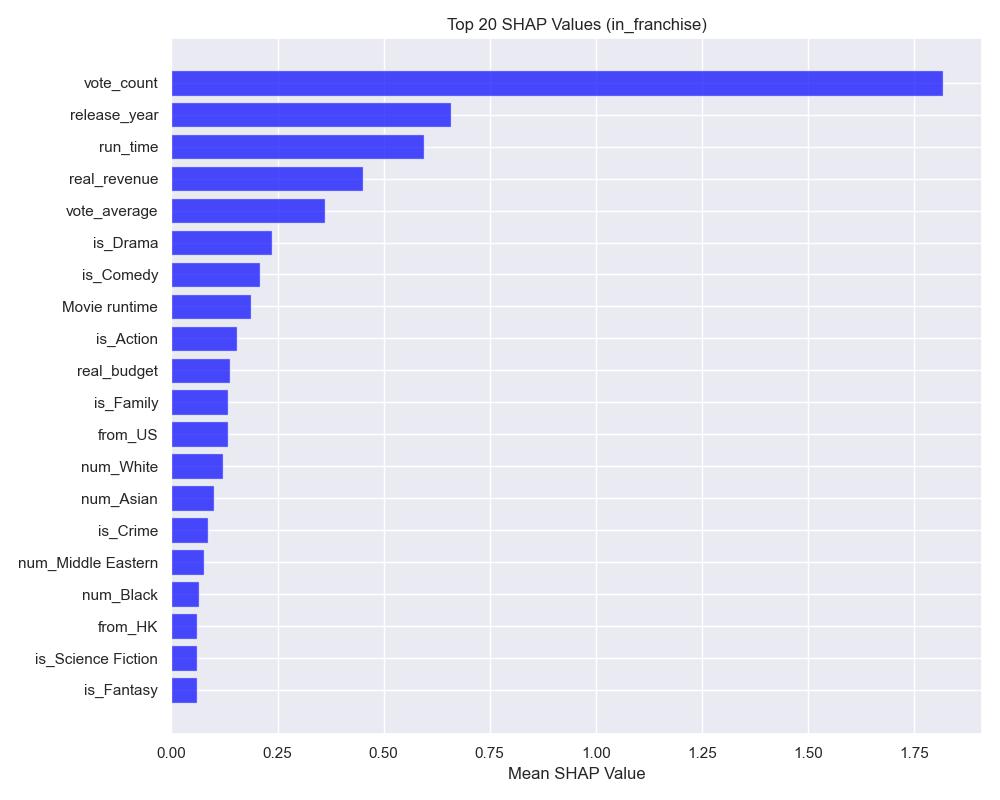 Top 20 SHAP Values (in_franchise)
vote_count
release_year
run_time
real_revenue
vote_average
is_Drama
is_Comedy
Movie runtime
is_Action
real_budget
is_Family
from_US
num_White
num_Asian
is_Crime
num_Middle Eastern
num_Black
from_HK
is_Science Fiction
is_Fantasy
0.00 0.25 0.50 0.75 1.00 1.25 1.50 1.75
Mean SHAP Value